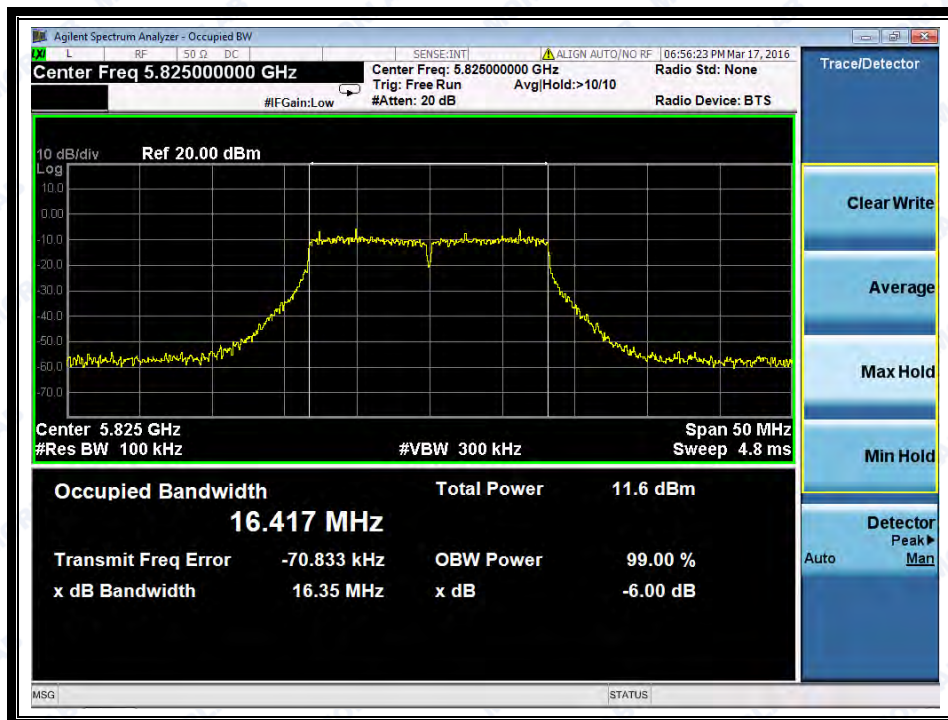 Agilent Spectrum Analyzer - Occupied BW
LXI L RF 50 Ω DC SENSE:INT ALIGN AUTO/NO RF 06:56:23 PM Mar 17, 2016
Center Freq 5.825000000 GHz
Center Freq: 5.825000000 GHz
Radio Std: None
Trig: Free Run Avg|Hold:>10/10
#IFGain:Low
#Atten: 20 dB
Radio Device: BTS
10 dB/div Ref 20.00 dBm
Log
10.0
0.00
-10.0
-20.0
-30.0
-40.0
-50.0
-60.0
-70.0
Center 5.825 GHz
Span 50 MHz
#Res BW 100 kHz
#VBW 300 kHz
Sweep 4.8 ms
Occupied Bandwidth
Total Power 11.6 dBm
16.417 MHz
Transmit Freq Error -70.833 kHz
OBW Power 99.00 %
x dB Bandwidth 16.35 MHz
x dB -6.00 dB
Trace/Detector
Clear Write
Average
Max Hold
Min Hold
Detector
Peak▶
Auto Man
MSG
STATUS